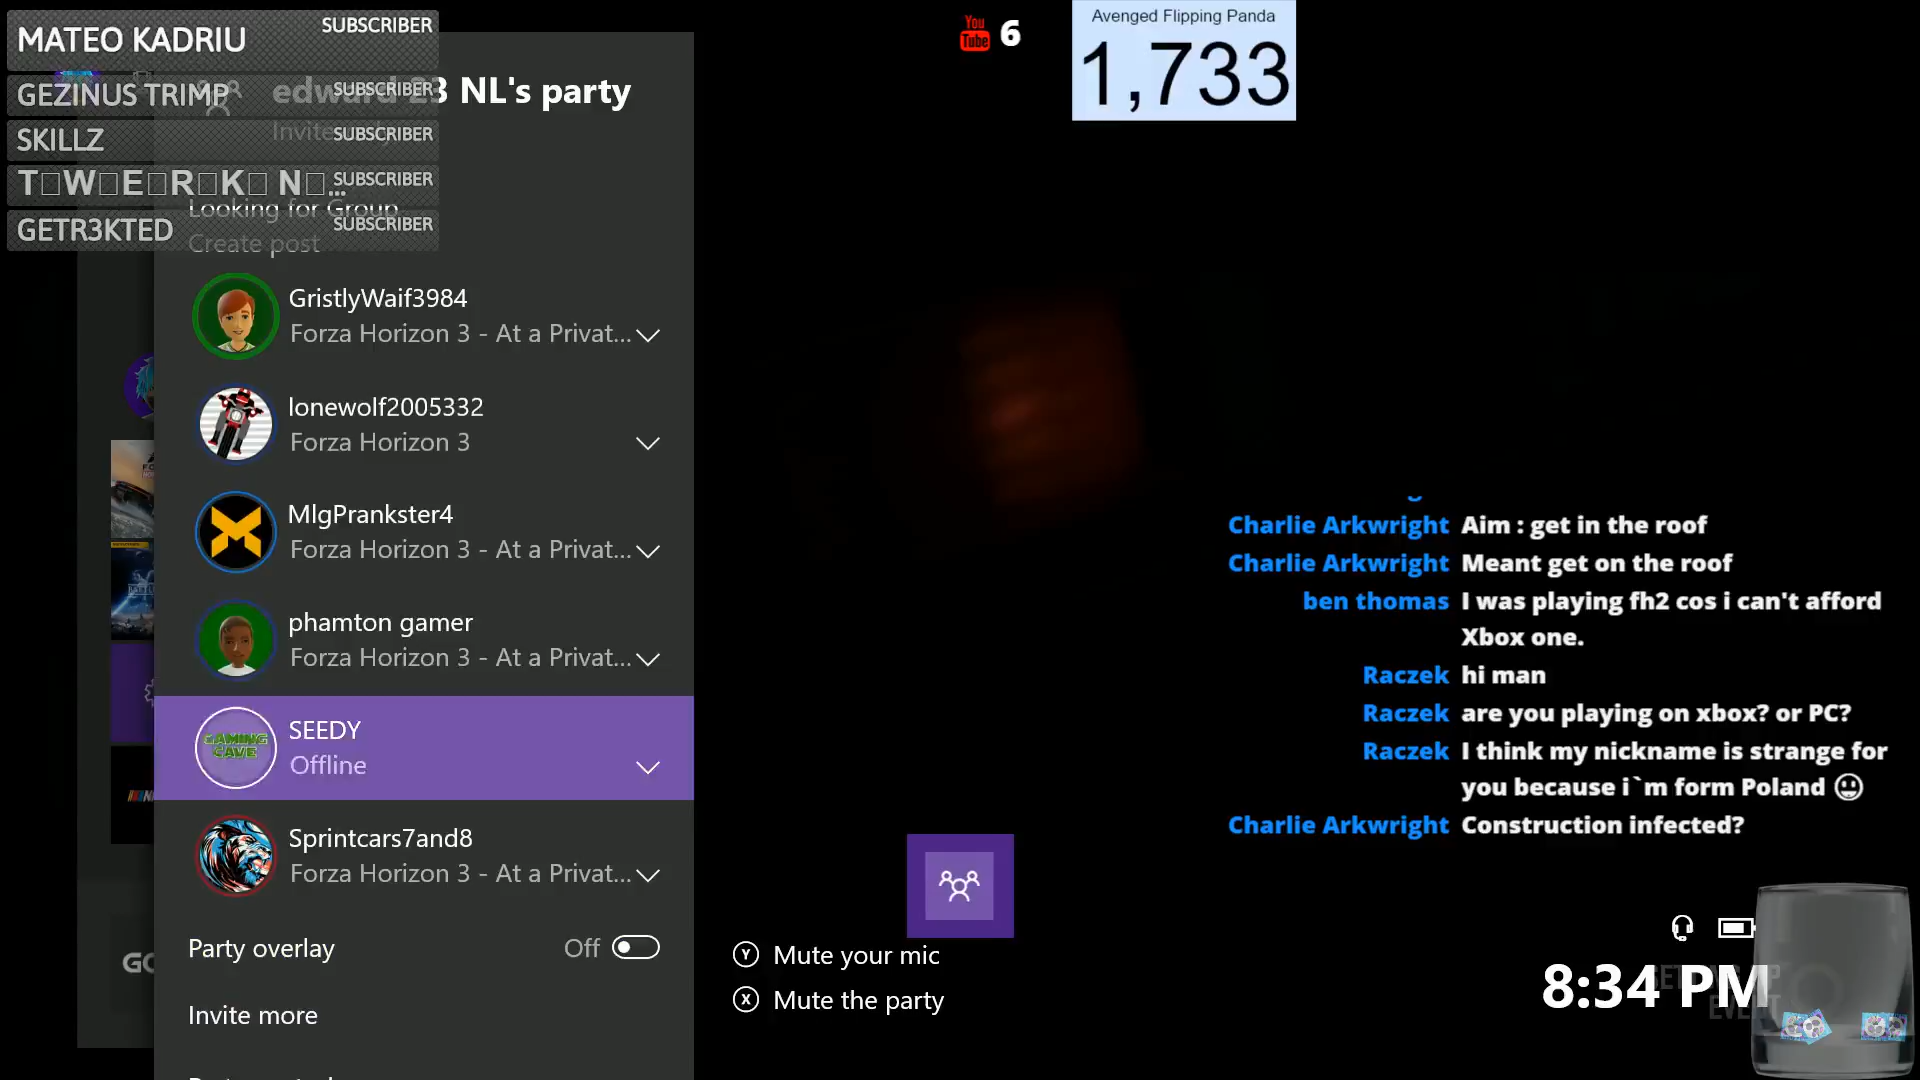 MATEO KADRIU SUBSCRIBER
GEZINUS TRIMP SUBSCRIBER
SKILLZ SUBSCRIBER
T□W□E□R□K□ N□... SUBSCRIBER
GETR3KTED SUBSCRIBER
edward 23 NL's party
Looking for Group
Create post
GristlyWaif3984
Forza Horizon 3 - At a Privat...
lonewolf2005332
Forza Horizon 3
MlgPrankster4
Forza Horizon 3 - At a Privat...
phamton gamer
Forza Horizon 3 - At a Privat...
GAMING
CAVE
SEEDY
Offline
Sprintcars7and8
Forza Horizon 3 - At a Privat...
Party overlay Off
Invite more
You
Tube 6
Avenged Flipping Panda
1,733
Charlie Arkwright Aim : get in the roof
Charlie Arkwright Meant get on the roof
ben thomas I was playing fh2 cos i can't afford
Xbox one.
Raczek hi man
Raczek are you playing on xbox? or PC?
Raczek I think my nickname is strange for
you because i`m form Poland 😃
Charlie Arkwright Construction infected?
Y Mute your mic
X Mute the party
8:34 PM